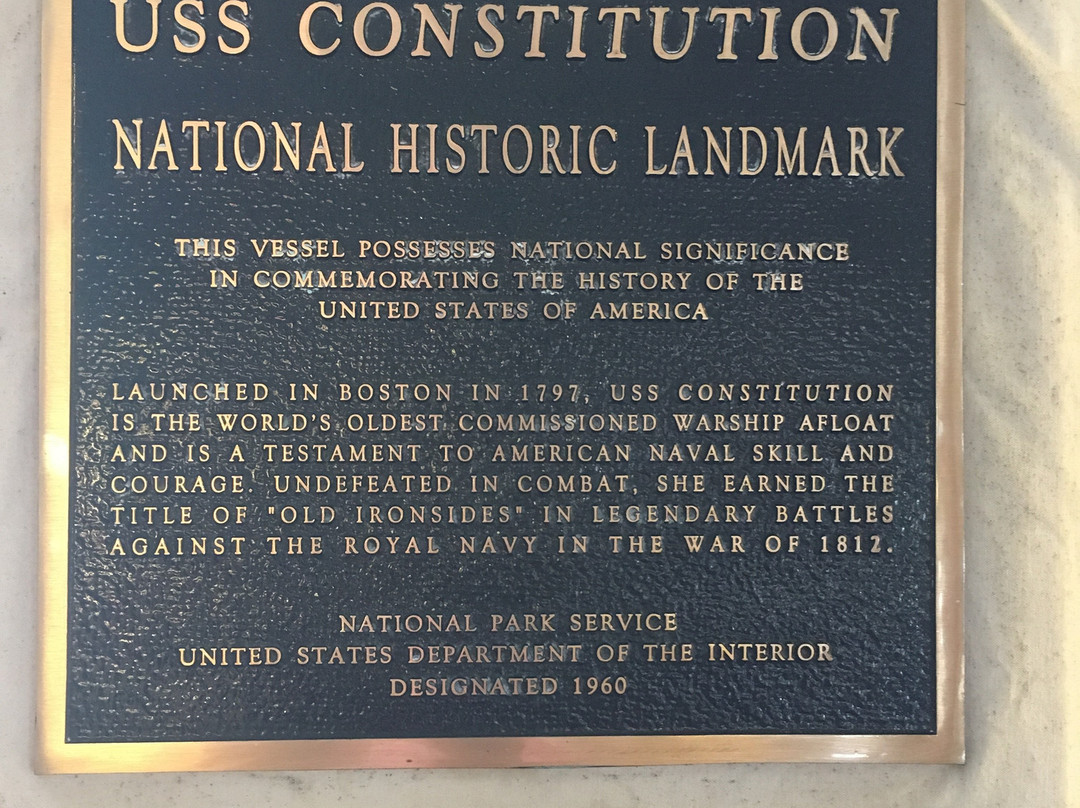 USS CONSTITUTION
NATIONAL HISTORIC LANDMARK
THIS VESSEL POSSESSES NATIONAL SIGNIFICANCE
IN COMMEMORATING THE HISTORY OF THE
UNITED STATES OF AMERICA
LAUNCHED IN BOSTON IN 1797, USS CONSTITUTION
IS THE WORLD'S OLDEST COMMISSIONED WARSHIP AFLOAT
AND IS A TESTAMENT TO AMERICAN NAVAL SKILL AND
COURAGE. UNDEFEATED IN COMBAT, SHE EARNED THE
TITLE OF "OLD IRONSIDES" IN LEGENDARY BATTLES
AGAINST THE ROYAL NAVY IN THE WAR OF 1812.
NATIONAL PARK SERVICE
UNITED STATES DEPARTMENT OF THE INTERIOR
DESIGNATED 1960